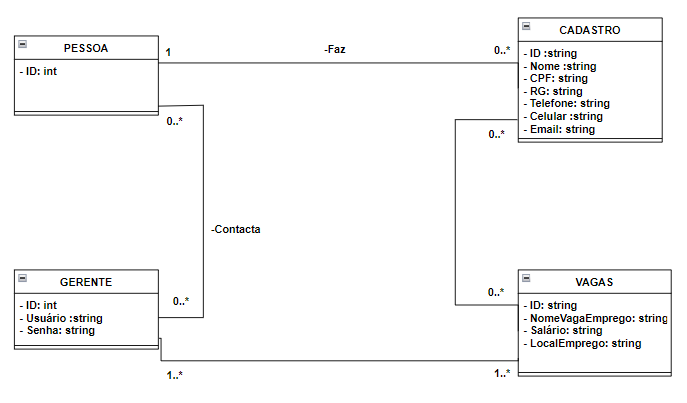 PESSOA
- ID: int
1
-Faz
0..*
CADASTRO
- ID :string
- Nome :string
- CPF: string
- RG: string
- Telefone: string
- Celular :string
- Email: string
0..*
0..*
-Contacta
GERENTE
- ID: int
- Usuário :string
- Senha: string
0..*
1..*
0..*
VAGAS
- ID: string
- NomeVagaEmprego: string
- Salário: string
- LocalEmprego: string
1..*